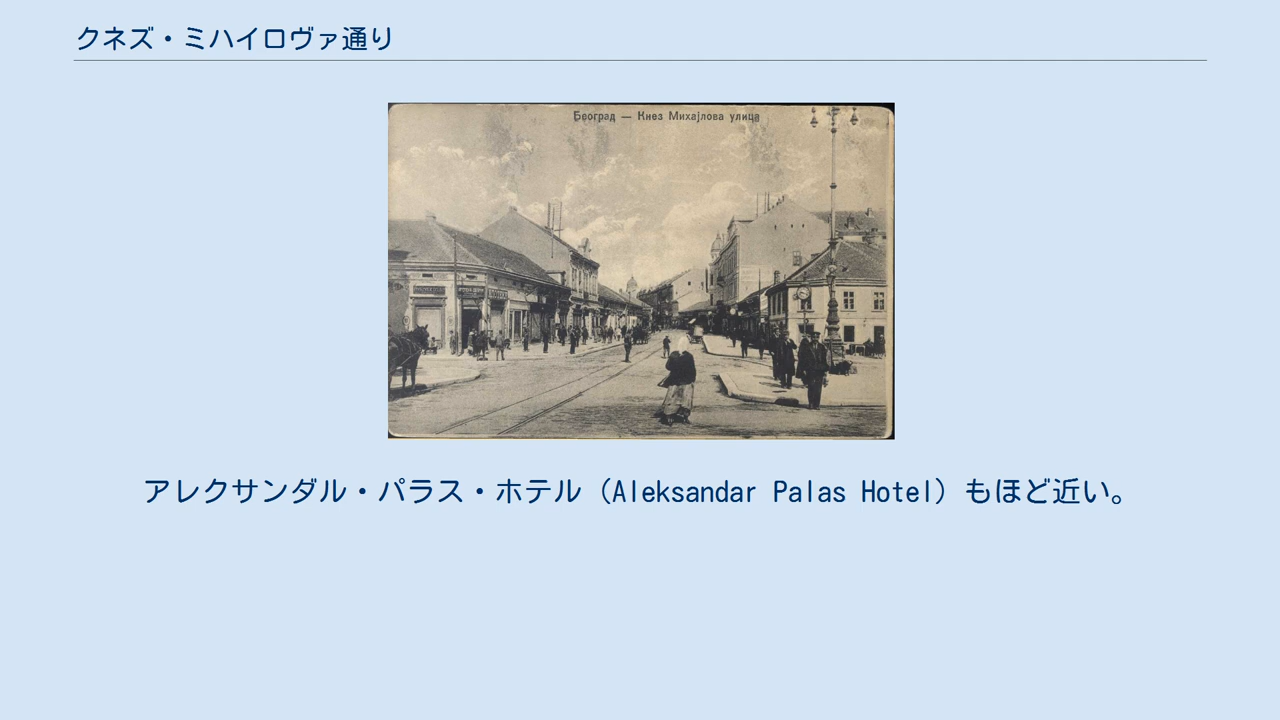 クネズ・ミハイロヴァ通り
Београд — Кнез Михајлова улица
アレクサンダル・パラス・ホテル（Aleksandar Palas Hotel）もほど近い。